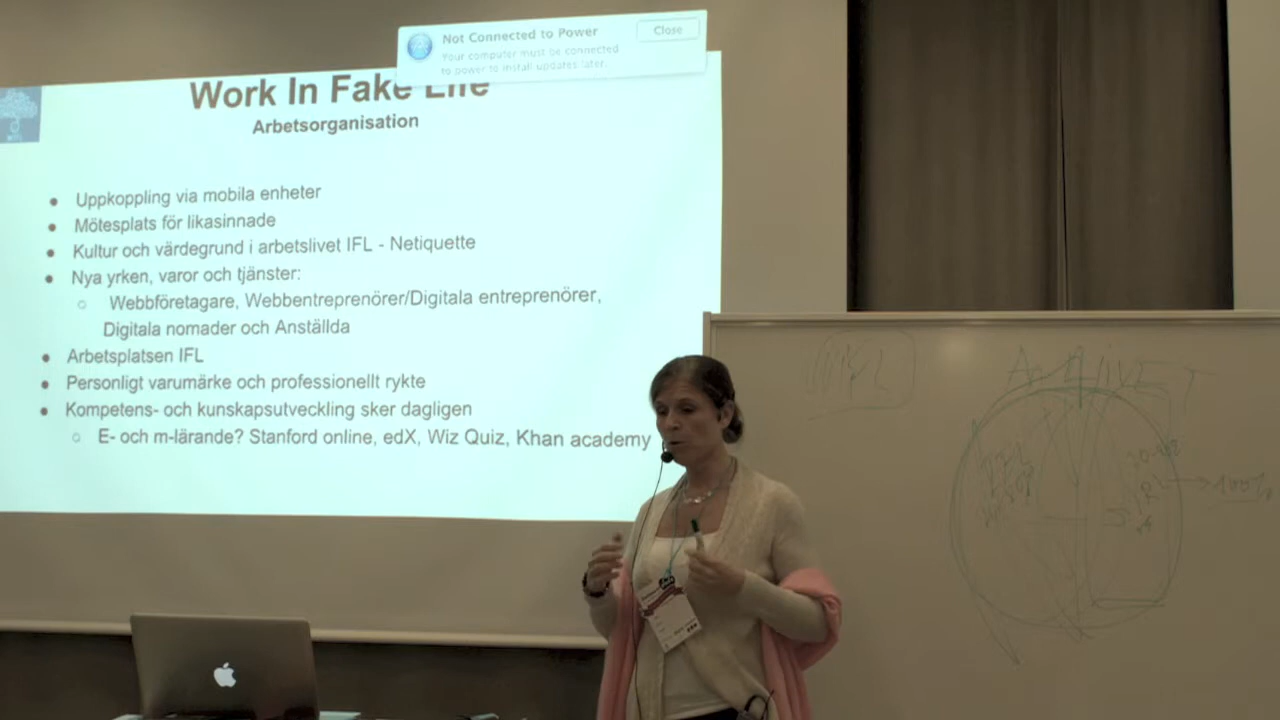 Not Connected to Power
Close
Your computer must be connected
to power to install updates later.
Work In Fake Life
Arbetsorganisation
● Uppkoppling via mobila enheter
● Mötesplats för likasinnade
● Kultur och värdegrund i arbetslivet IFL - Netiquette
● Nya yrken, varor och tjänster:
○ Webbföretagare, Webbentreprenörer/Digitala entreprenörer,
Digitala nomader och Anställda
● Arbetsplatsen IFL
● Personligt varumärke och professionellt rykte
● Kompetens- och kunskapsutveckling sker dagligen
○ E- och m-lärande? Stanford online, edX, Wiz Quiz, Khan academy